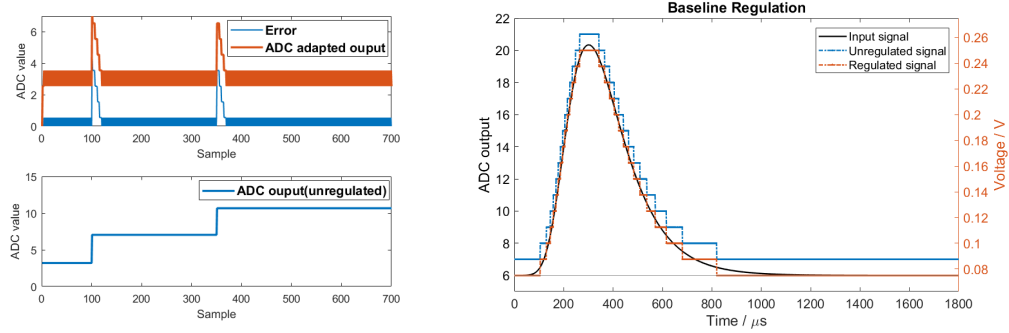 6
4
2
0
ADC value
Error
ADC adapted ouput
0 100 200 300 400 500 600 700
Sample
15
10
5
0
ADC value
ADC ouput(unregulated)
0 100 200 300 400 500 600 700
Sample
Baseline Regulation
22
20
18
16
14
12
10
8
6
ADC output
Input signal
Unregulated signal
Regulated signal
0.26
0.24
0.22
0.2
0.18
0.16
0.14
0.12
0.1
0.08
Voltage / V
0 200 400 600 800 1000 1200 1400 1600 1800
Time / μs